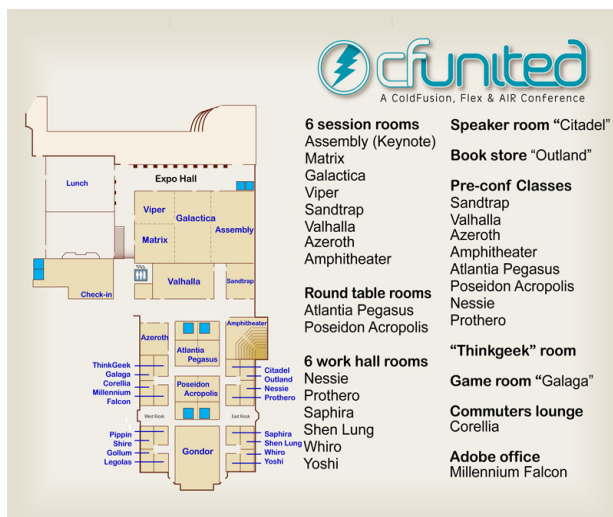 cfunited
A ColdFusion, Flex & AIR Conference
Lunch
Expo Hall
Viper
Galactica
Assembly
Matrix
Valhalla
Sandtrap
Check-in
Azeroth
Atlantia
Pegasus
Amphitheater
ThinkGeek
Galaga
Corellia
Millennium
Falcon
Poseidon
Acropolis
Citadel
Outland
Nessie
Prothero
West Kiosk
East Kiosk
Pippin
Shire
Gollum
Legolas
Gondor
Saphira
Shen Lung
Whiro
Yoshi
6 session rooms
Assembly (Keynote)
Matrix
Galactica
Viper
Sandtrap
Valhalla
Azeroth
Amphitheater
Round table rooms
Atlantia Pegasus
Poseidon Acropolis
6 work hall rooms
Nessie
Prothero
Saphira
Shen Lung
Whiro
Yoshi
Speaker room “Citadel”
Book store “Outland”
Pre-conf Classes
Sandtrap
Valhalla
Azeroth
Amphitheater
Atlantia Pegasus
Poseidon Acropolis
Nessie
Prothero
“Thinkgeek” room
Game room “Galaga”
Commuters lounge
Corellia
Adobe office
Millennium Falcon